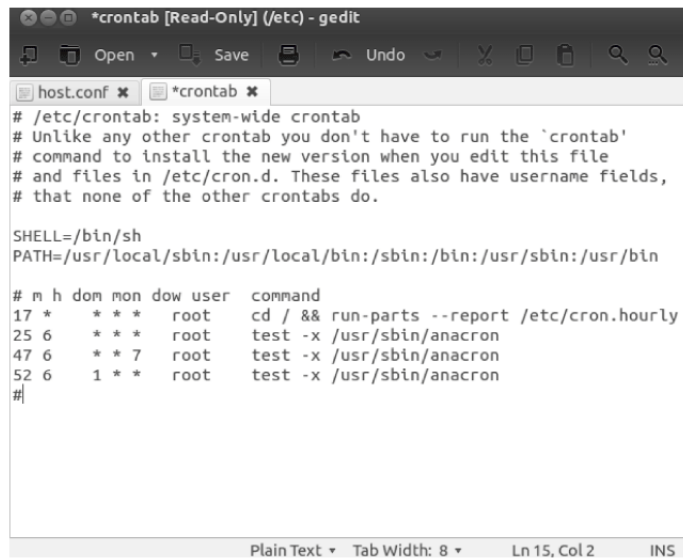 *crontab [Read-Only] (/etc) - gedit
Open Save Undo
host.conf *crontab
# /etc/crontab: system-wide crontab
# Unlike any other crontab you don't have to run the `crontab'
# command to install the new version when you edit this file
# and files in /etc/cron.d. These files also have username fields,
# that none of the other crontabs do.
SHELL=/bin/sh
PATH=/usr/local/sbin:/usr/local/bin:/sbin:/bin:/usr/sbin:/usr/bin
# m h dom mon dow user command
17 * * * * root cd / && run-parts --report /etc/cron.hourly
25 6 * * * root test -x /usr/sbin/anacron
47 6 * * 7 root test -x /usr/sbin/anacron
52 6 1 * * root test -x /usr/sbin/anacron
#
Plain Text Tab Width: 8 Ln 15, Col 2 INS